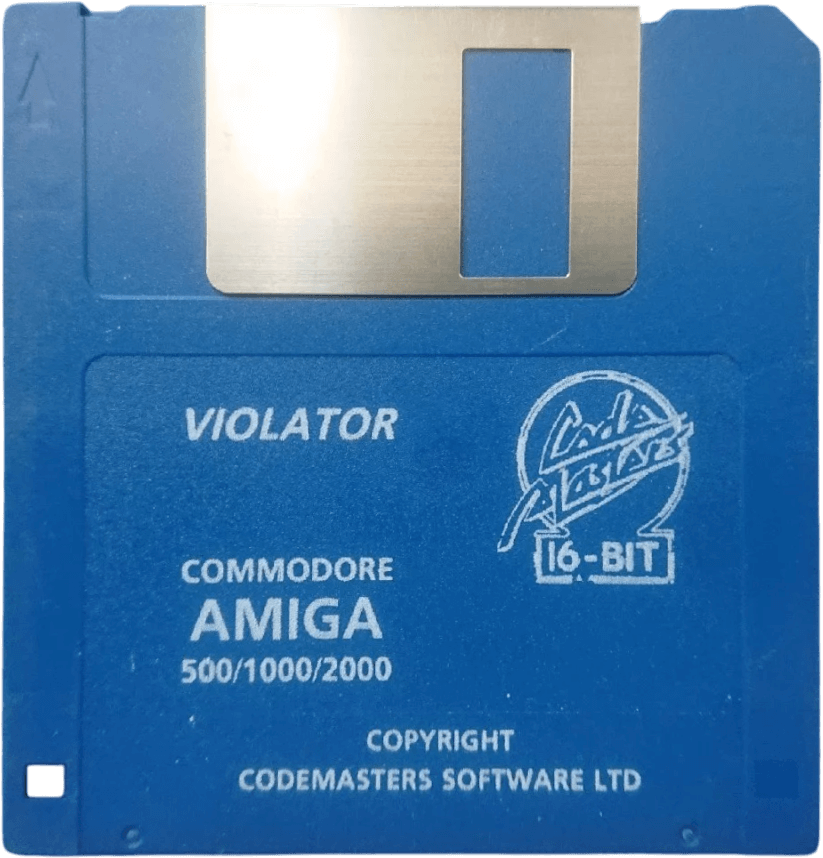 VIOLATOR
Code
Masters
16-BIT
COMMODORE
AMIGA
500/1000/2000
COPYRIGHT
CODEMASTERS SOFTWARE LTD